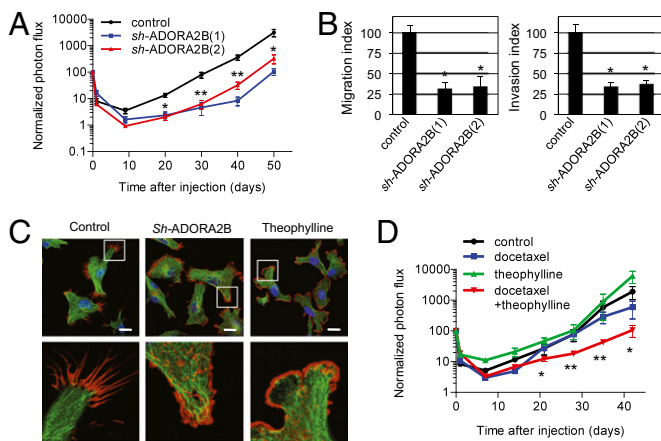 A
control
sh-ADORA2B(1)
sh-ADORA2B(2)
Normalized photon flux
10000
1000
100
10
1
0.1
* ** ** *
0 10 20 30 40 50
Time after injection (days)
B
Migration index
100
75
50
25
0
* *
control
sh-ADORA2B(1)
sh-ADORA2B(2)
Invasion index
100
75
50
25
0
* *
control
sh-ADORA2B(1)
sh-ADORA2B(2)
C
Control
Sh-ADORA2B
Theophylline
D
control
docetaxel
theophylline
docetaxel
+theophylline
Normalized photon flux
10000
1000
100
10
1
* ** ** *
0 10 20 30 40
Time after injection (days)